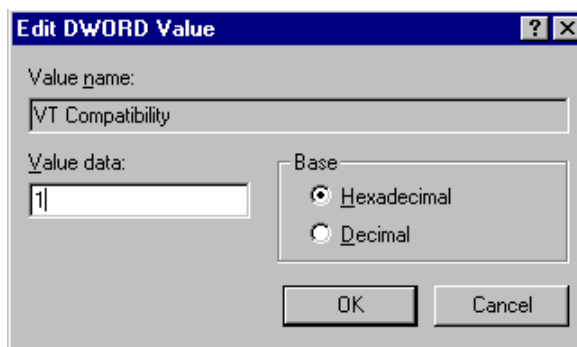 Edit DWORD Value
? X
Value name:
VT Compatibility
Value data:
1
Base
Hexadecimal
Decimal
OK
Cancel